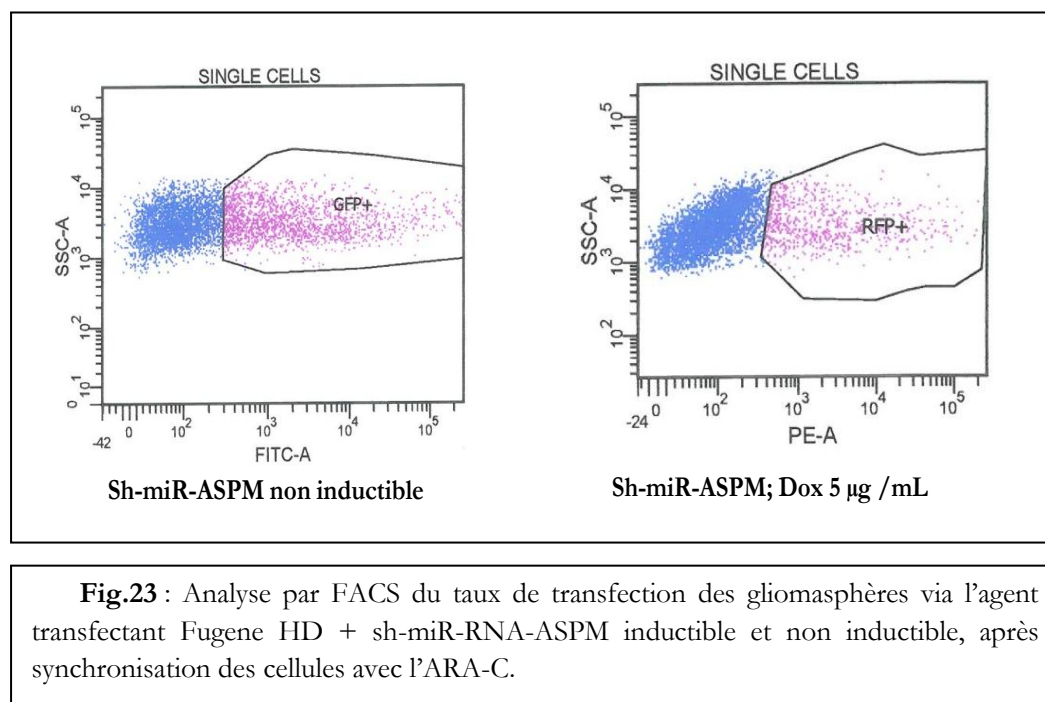 SINGLE CELLS
10^5
10^4
10^3
10^2
0 10^1
SSC-A
GFP+
-42 0 10^2 10^3 10^4 10^5
FITC-A
Sh-miR-ASPM non inductible
SINGLE CELLS
10^5
10^4
10^3
10^2
SSC-A
RFP+
-24 0 10^2 10^3 10^4 10^5
PE-A
Sh-miR-ASPM; Dox 5 µg /mL
Fig.23 : Analyse par FACS du taux de transfection des gliomasphères via l’agent
transfectant Fugene HD + sh-miR-RNA-ASPM inductible et non inductible, après
synchronisation des cellules avec l’ARA-C.